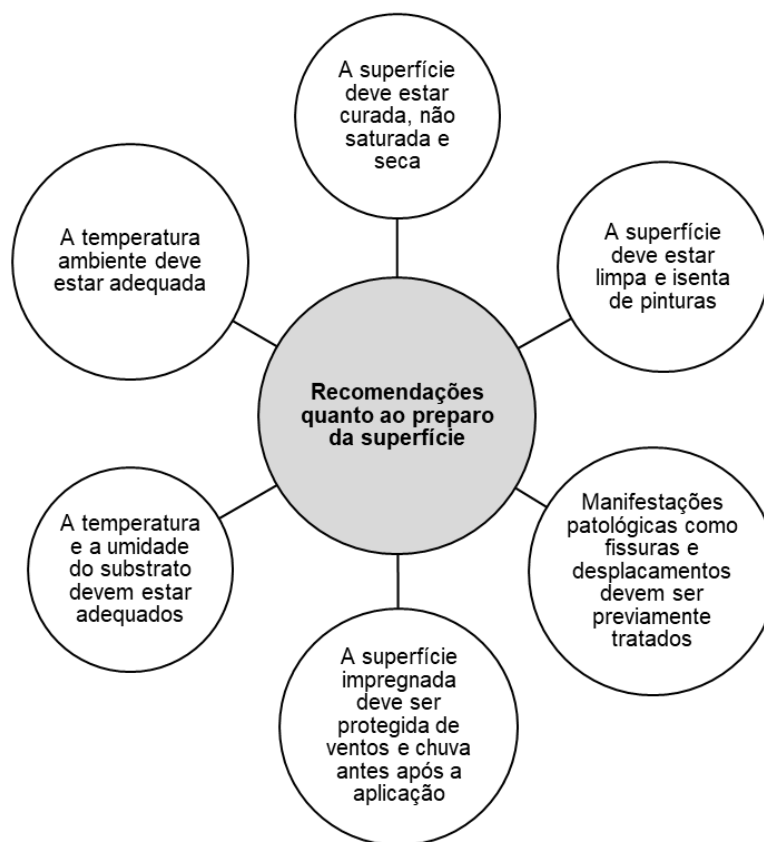 A superfície
deve estar
curada, não
saturada e
seca
A temperatura
ambiente deve
estar adequada
A superfície
deve estar
limpa e isenta
de pinturas
Recomendações
quanto ao preparo
da superfície
A temperatura
e a umidade
do substrato
devem estar
adequados
Manifestações
patológicas como
fissuras e
desplacamentos
devem ser
previamente
tratados
A superfície
impregnada
deve ser
protegida de
ventos e chuva
antes após a
aplicação